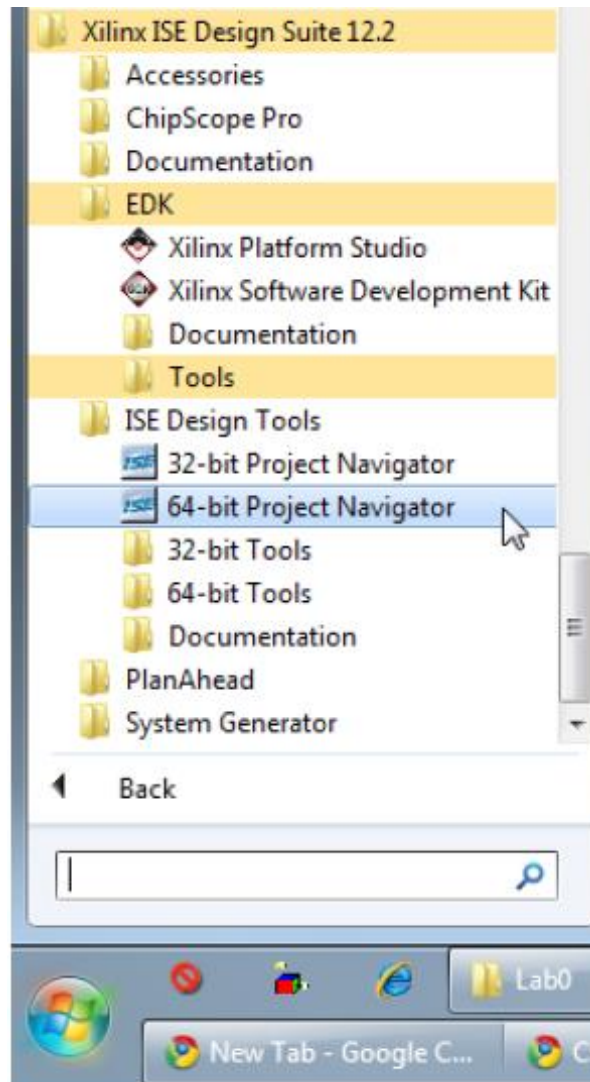 Xilinx ISE Design Suite 12.2
Accessories
ChipScope Pro
Documentation
EDK
Xilinx Platform Studio
Xilinx Software Development Kit
Documentation
Tools
ISE Design Tools
ISE 32-bit Project Navigator
ISE 64-bit Project Navigator
32-bit Tools
64-bit Tools
Documentation
PlanAhead
System Generator
Back
Lab0
New Tab - Google C...
C